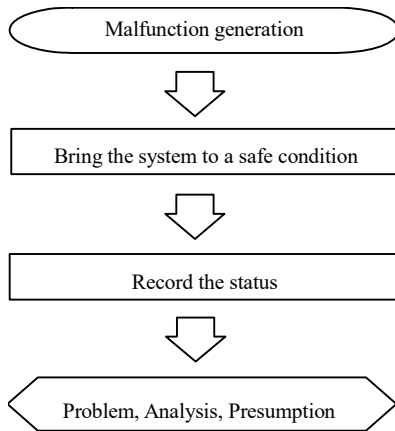 Malfunction generation
Bring the system to a safe condition
Record the status
Problem, Analysis, Presumption